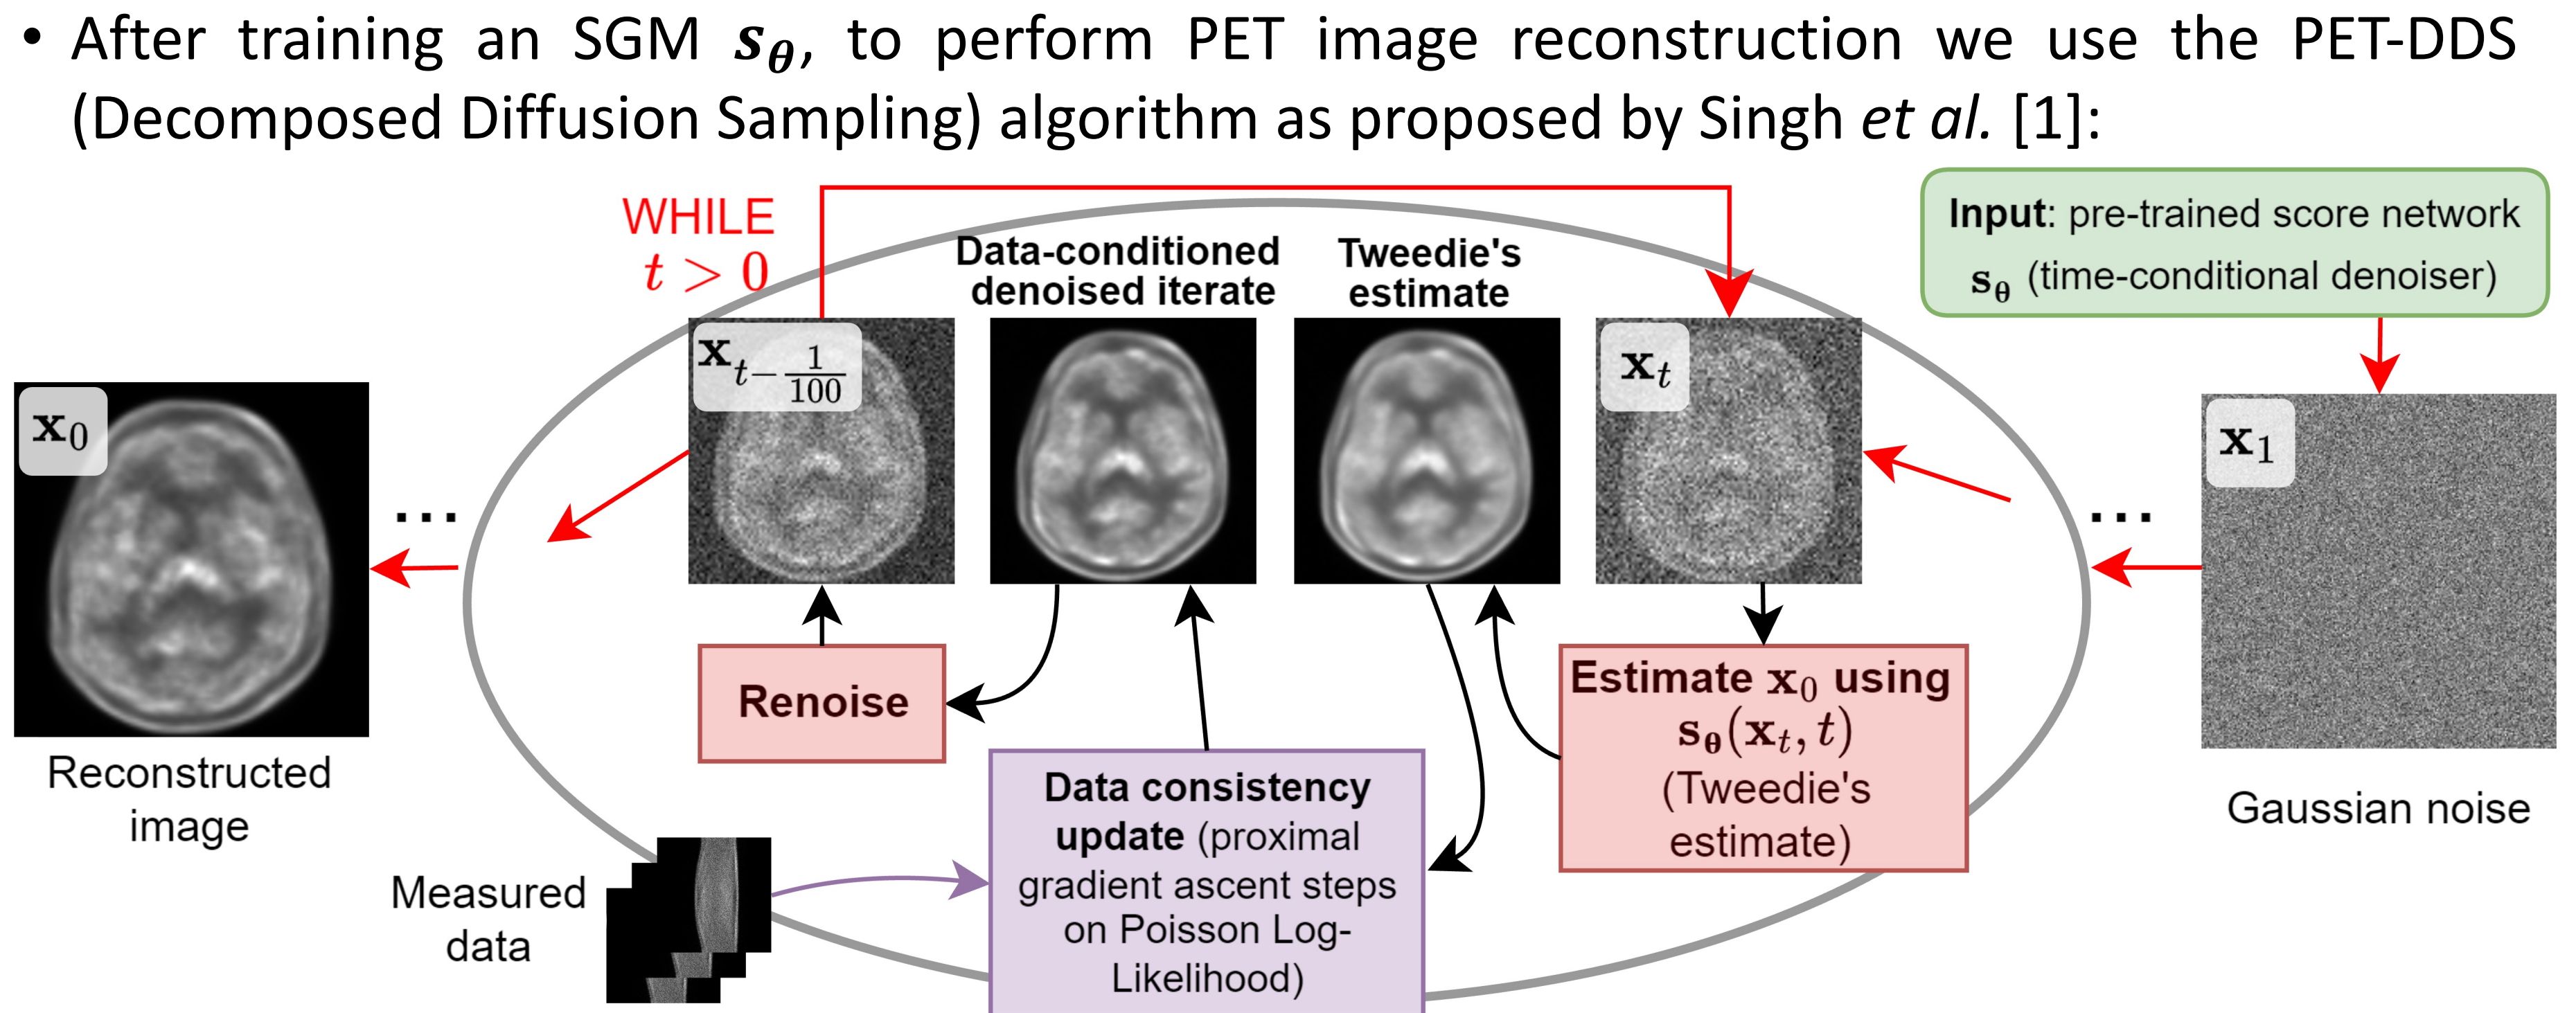 • After training an SGM 𝒔_𝜽, to perform PET image reconstruction we use the PET-DDS
(Decomposed Diffusion Sampling) algorithm as proposed by Singh et al. [1]:
WHILE
t > 0
Data-conditioned
denoised iterate
Tweedie's
estimate
Input: pre-trained score network
s_θ (time-conditional denoiser)
x_0
x_{t-\frac{1}{100}}
x_t
x_1
...
...
Reconstructed
image
Renoise
Estimate x_0 using
s_θ(x_t, t)
(Tweedie's
estimate)
Gaussian noise
Data consistency
update (proximal
gradient ascent steps
on Poisson Log-
Likelihood)
Measured
data